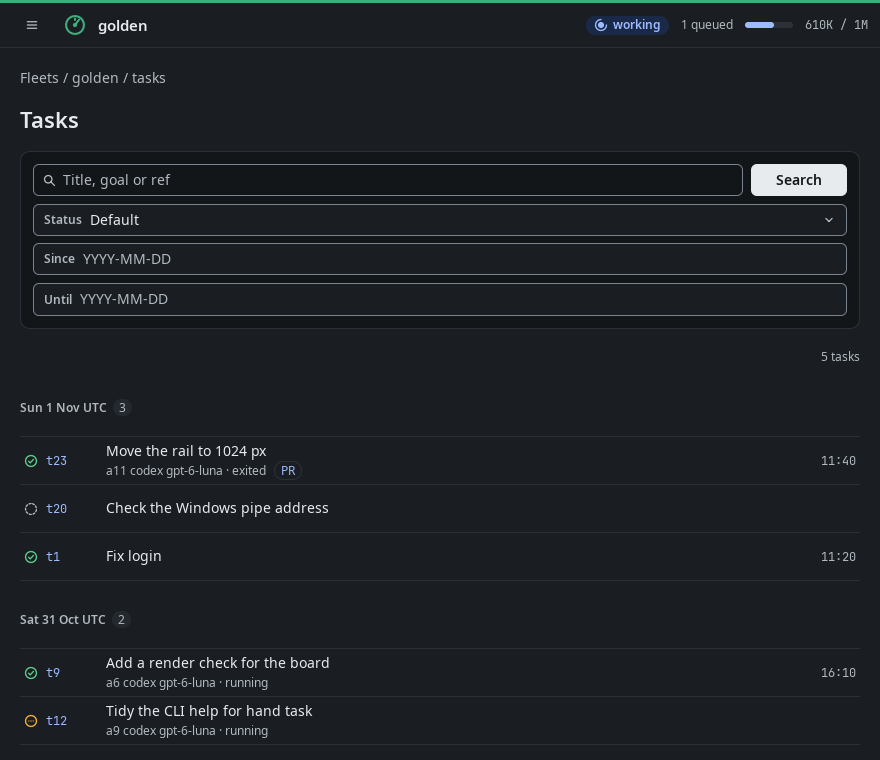 golden
working 1 queued 610K / 1M
Fleets / golden / tasks
Tasks
Title, goal or ref
Search
Status Default
Since YYYY-MM-DD
Until YYYY-MM-DD
5 tasks
Sun 1 Nov UTC 3
t23 Move the rail to 1024 px 11:40
a11 codex gpt-6-luna · exited PR
t20 Check the Windows pipe address
t1 Fix login 11:20
Sat 31 Oct UTC 2
t9 Add a render check for the board 16:10
a6 codex gpt-6-luna · running
t12 Tidy the CLI help for hand task
a9 codex gpt-6-luna · running